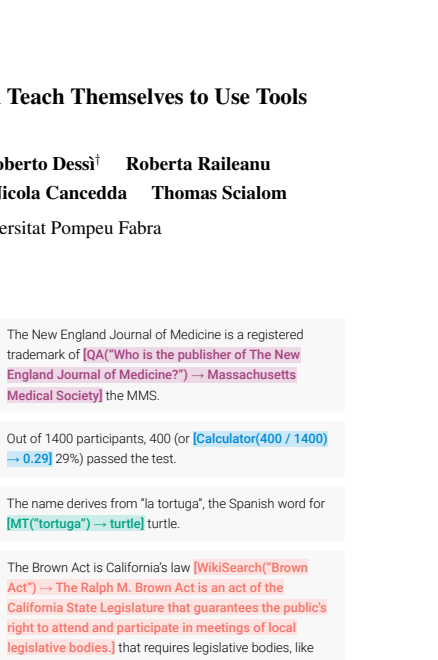 Teach Themselves to Use Tools
oberto Dessì† Roberta Raileanu
icola Cancedda Thomas Scialom
ersitat Pompeu Fabra
The New England Journal of Medicine is a registered
trademark of [QA(“Who is the publisher of The New
England Journal of Medicine?”) → Massachusetts
Medical Society] the MMS.
Out of 1400 participants, 400 (or [Calculator(400 / 1400)
→ 0.29] 29%) passed the test.
The name derives from “la tortuga”, the Spanish word for
[MT(“tortuga”) → turtle] turtle.
The Brown Act is California’s law [WikiSearch(“Brown
Act”) → The Ralph M. Brown Act is an act of the
California State Legislature that guarantees the public's
right to attend and participate in meetings of local
legislative bodies.] that requires legislative bodies, like